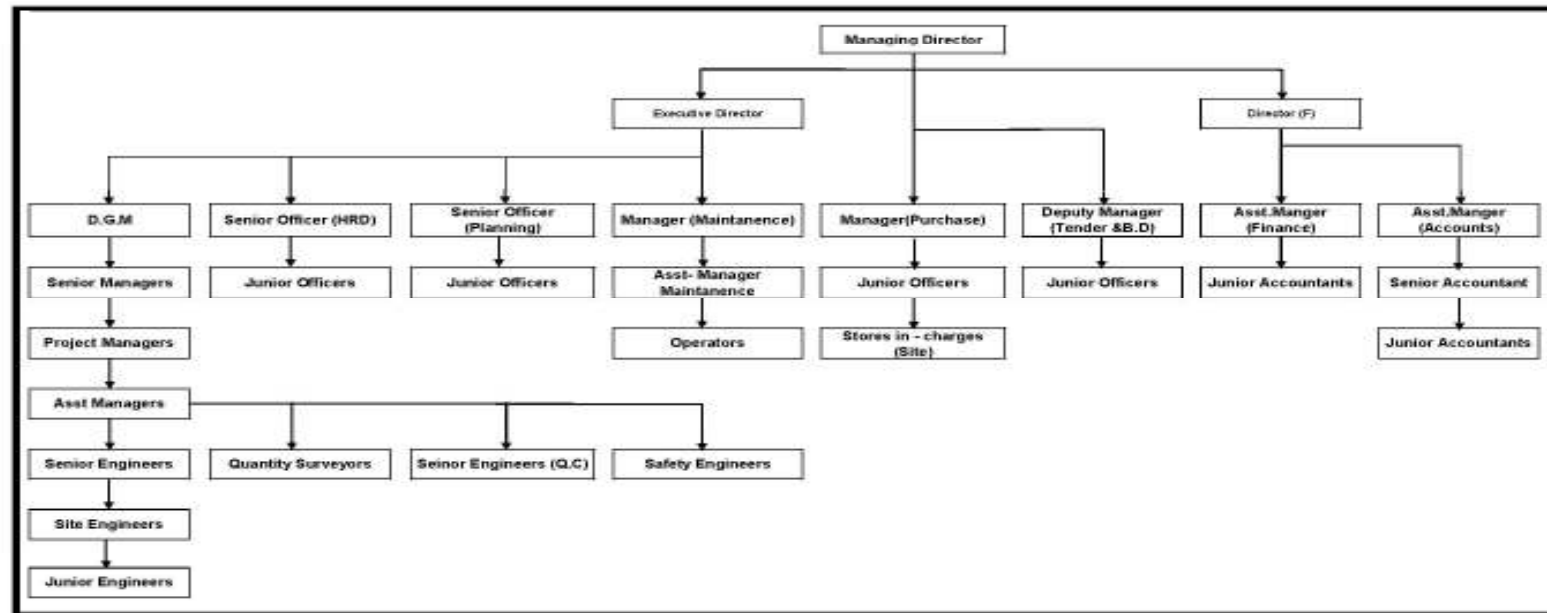 Managing Director
Executive Director
Director (F)
D.G.M
Senior Officer (HRD)
Senior Officer
(Planning)
Manager (Maintanence)
Manager(Purchase)
Deputy Manager
(Tender &B.D)
Asst.Manger
(Finance)
Asst.Manger
(Accounts)
Senior Managers
Junior Officers
Junior Officers
Asst- Manager
Maintanence
Junior Officers
Junior Officers
Junior Accountants
Senior Accountant
Project Managers
Operators
Stores in - charges
(Site)
Junior Accountants
Asst Managers
Senior Engineers
Quantity Surveyors
Seinor Engineers (Q.C)
Safety Engineers
Site Engineers
Junior Engineers